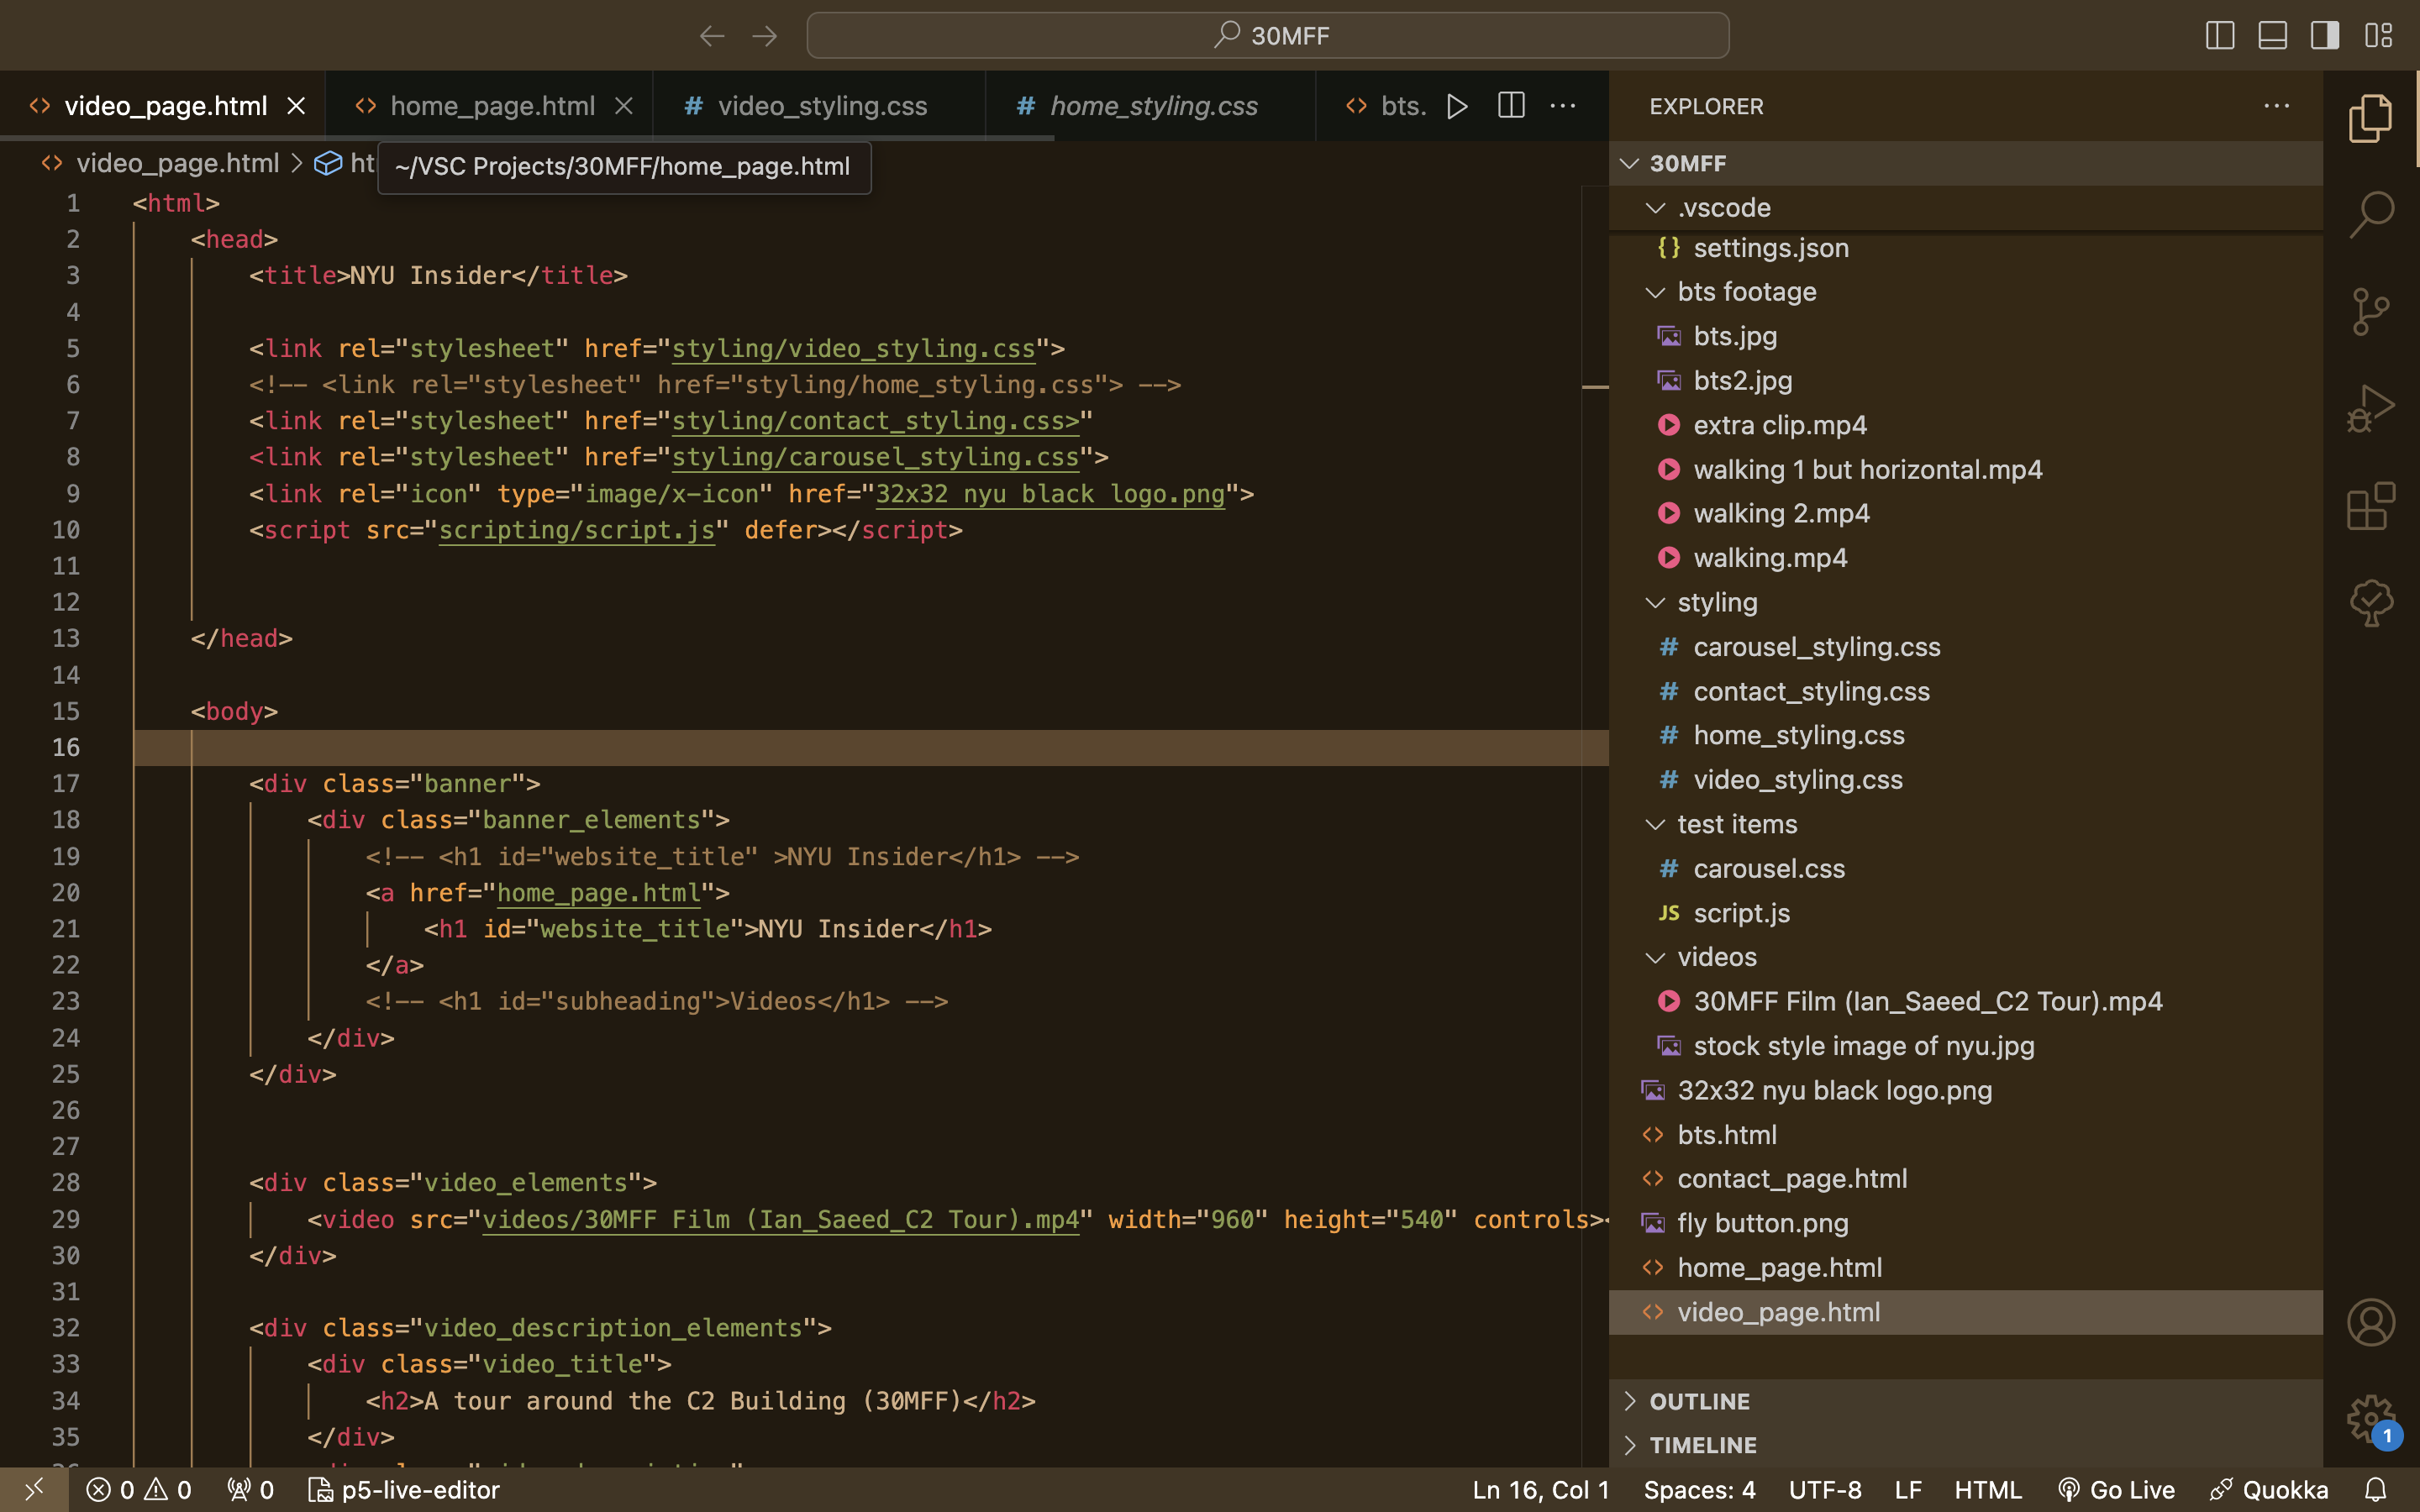 30MFF
video_page.html
home_page.html
video_styling.css
home_styling.css
bts.
EXPLORER
video_page.html > ht
~/VSC Projects/30MFF/home_page.html
1 <html>
2 <head>
3 <title>NYU Insider</title>
4
5 <link rel="stylesheet" href="styling/video_styling.css">
6 <!-- <link rel="stylesheet" href="styling/home_styling.css"> -->
7 <link rel="stylesheet" href="styling/contact_styling.css>"
8 <link rel="stylesheet" href="styling/carousel_styling.css">
9 <link rel="icon" type="image/x-icon" href="32x32 nyu black logo.png">
10 <script src="scripting/script.js" defer></script>
11
12
13 </head>
14
15 <body>
16
17 <div class="banner">
18 <div class="banner_elements">
19 <!-- <h1 id="website_title" >NYU Insider</h1> -->
20 <a href="home_page.html">
21 <h1 id="website_title">NYU Insider</h1>
22 </a>
23 <!-- <h1 id="subheading">Videos</h1> -->
24 </div>
25 </div>
26
27
28 <div class="video_elements">
29 <video src="videos/30MFF Film (Ian_Saeed_C2 Tour).mp4" width="960" height="540" controls><
30 </div>
31
32 <div class="video_description_elements">
33 <div class="video_title">
34 <h2>A tour around the C2 Building (30MFF)</h2>
35 </div>
30MFF
.vscode
{} settings.json
bts footage
bts.jpg
bts2.jpg
extra clip.mp4
walking 1 but horizontal.mp4
walking 2.mp4
walking.mp4
styling
# carousel_styling.css
# contact_styling.css
# home_styling.css
# video_styling.css
test items
# carousel.css
JS script.js
videos
30MFF Film (Ian_Saeed_C2 Tour).mp4
stock style image of nyu.jpg
32x32 nyu black logo.png
bts.html
contact_page.html
fly button.png
home_page.html
video_page.html
OUTLINE
TIMELINE
1
0 0 0 p5-live-editor
Ln 16, Col 1 Spaces: 4 UTF-8 LF HTML Go Live Quokka